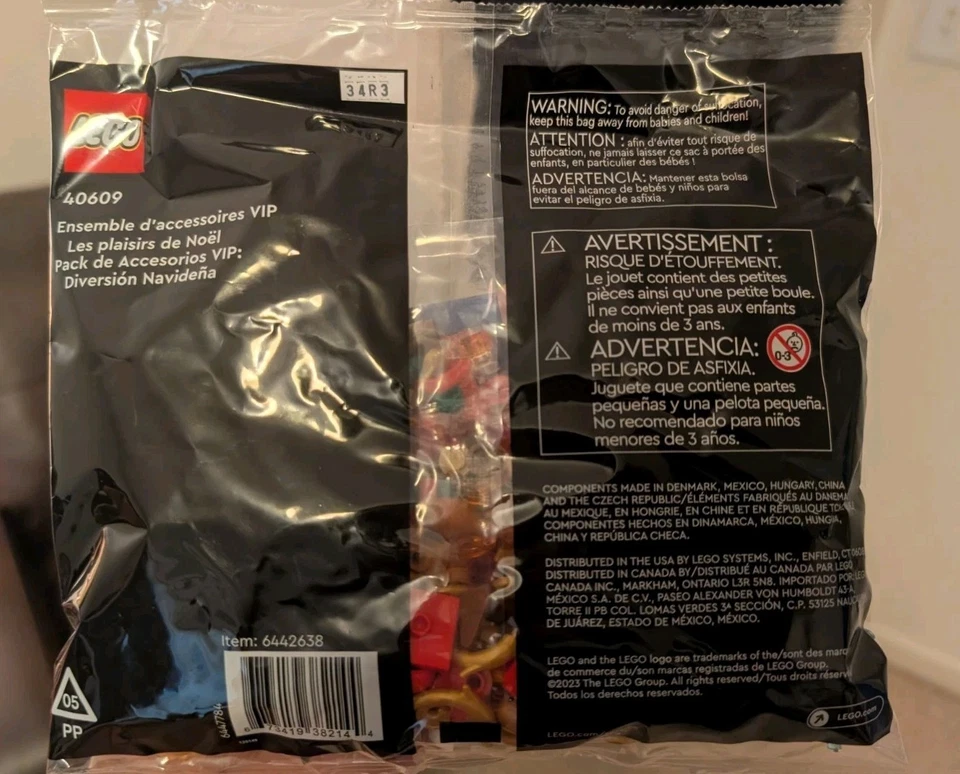 34R3
LEGO
40609
Ensemble d'accessoires VIP
Les plaisirs de Noël
Pack de Accesorios VIP:
Diversión Navideña
Item: 6442638
6 73419 38214 4
05
PP
WARNING: To avoid danger of suffocation,
keep this bag away from babies and children!
ATTENTION : afin d'éviter tout risque de
suffocation, ne jamais laisser ce sac à portée des
enfants, en particulier des bébés !
ADVERTENCIA: Mantener esta bolsa
fuera del alcance de bebés y niños para
evitar el peligro de asfixia.
AVERTISSEMENT :
RISQUE D'ÉTOUFFEMENT.
Le jouet contient des petites
pièces ainsi qu'une petite boule.
Il ne convient pas aux enfants
de moins de 3 ans.
0-3
ADVERTENCIA:
PELIGRO DE ASFIXIA.
Juguete que contiene partes
pequeñas y una pelota pequeña.
No recomendado para niños
menores de 3 años.
COMPONENTS MADE IN DENMARK, MEXICO, HUNGARY, CHINA
AND THE CZECH REPUBLIC/ÉLÉMENTS FABRIQUÉS AU DANEMA
AU MEXIQUE, EN HONGRIE, EN CHINE ET EN RÉPUBLIQUE
COMPONENTES HECHOS EN DINAMARCA, MÉXICO, HUNGRÍA,
CHINA Y REPÚBLICA CHECA.
DISTRIBUTED IN THE USA BY LEGO SYSTEMS, INC., ENFIELD, CT
DISTRIBUTED IN CANADA BY/DISTRIBUÉ AU CANADA PAR LEGO
CANADA INC., MARKHAM, ONTARIO L3R 5N8. IMPORTADO POR:
MÉXICO S.A. DE C.V., PASEO ALEXANDER VON HUMBOLDT 43-A,
TORRE II PB COL. LOMAS VERDES 3ª SECCIÓN, C.P. 53125
DE JUÁREZ, ESTADO DE MÉXICO, MÉXICO.
LEGO and the LEGO logo are trademarks of the/sont des
de commerce du/son marcas registradas de LEGO Group.
©2023 The LEGO Group. All rights reserved/Tous droits
Todos los derechos reservados.
LEGO.com